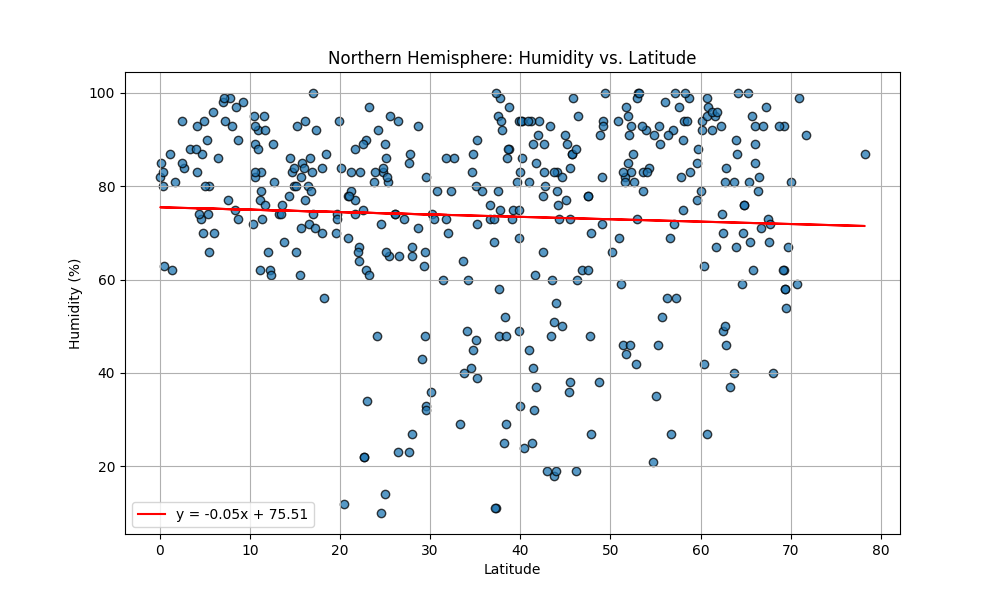 Northern Hemisphere: Humidity vs. Latitude
100
80
60
40
20
Humidity (%)
y = -0.05x + 75.51
0 10 20 30 40 50 60 70 80
Latitude